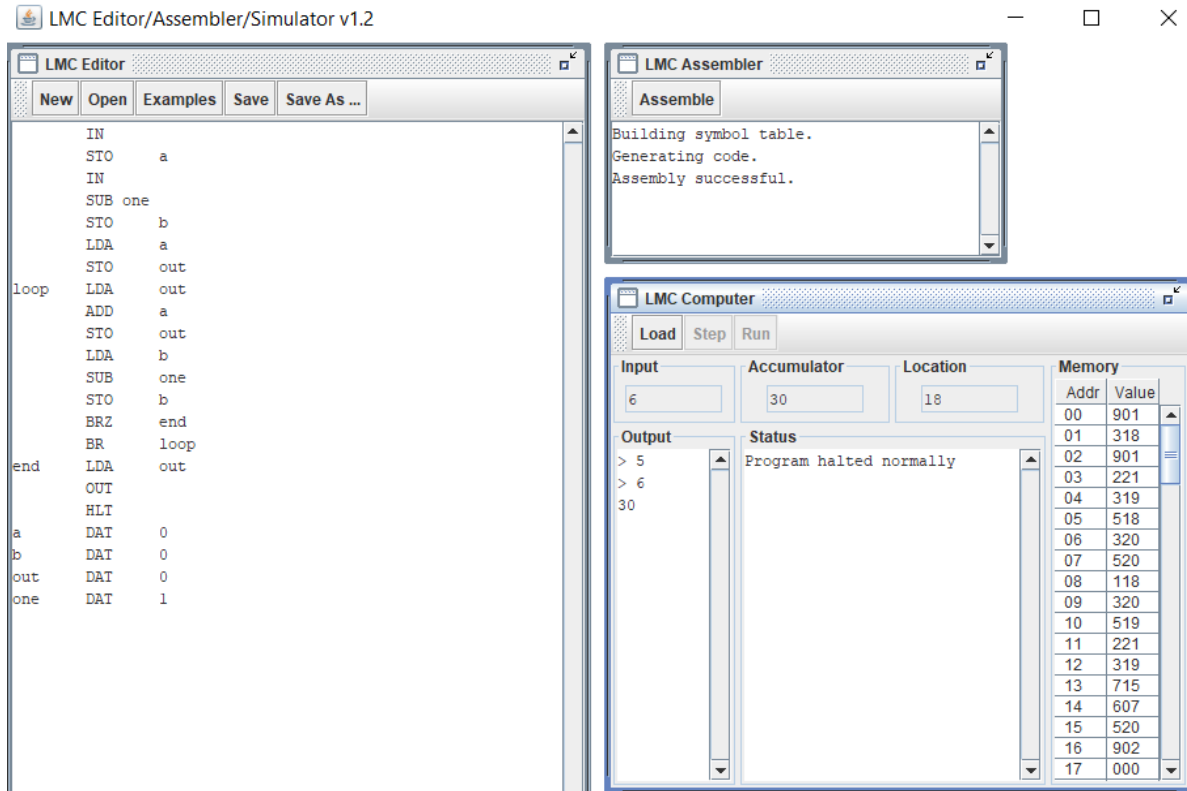 LMC Editor/Assembler/Simulator v1.2
LMC Editor
New Open Examples Save Save As ...
IN
STO a
IN
SUB one
STO b
LDA a
STO out
loop LDA out
ADD a
STO out
LDA b
SUB one
STO b
BRZ end
BR loop
end LDA out
OUT
HLT
a DAT 0
b DAT 0
out DAT 0
one DAT 1
LMC Assembler
Assemble
Building symbol table.
Generating code.
Assembly successful.
LMC Computer
Load Step Run
Input Accumulator Location
6 30 18
Output
> 5
> 6
30
Status
Program halted normally
Memory
Addr Value
00 901
01 318
02 901
03 221
04 319
05 518
06 320
07 520
08 118
09 320
10 519
11 221
12 319
13 715
14 607
15 520
16 902
17 000